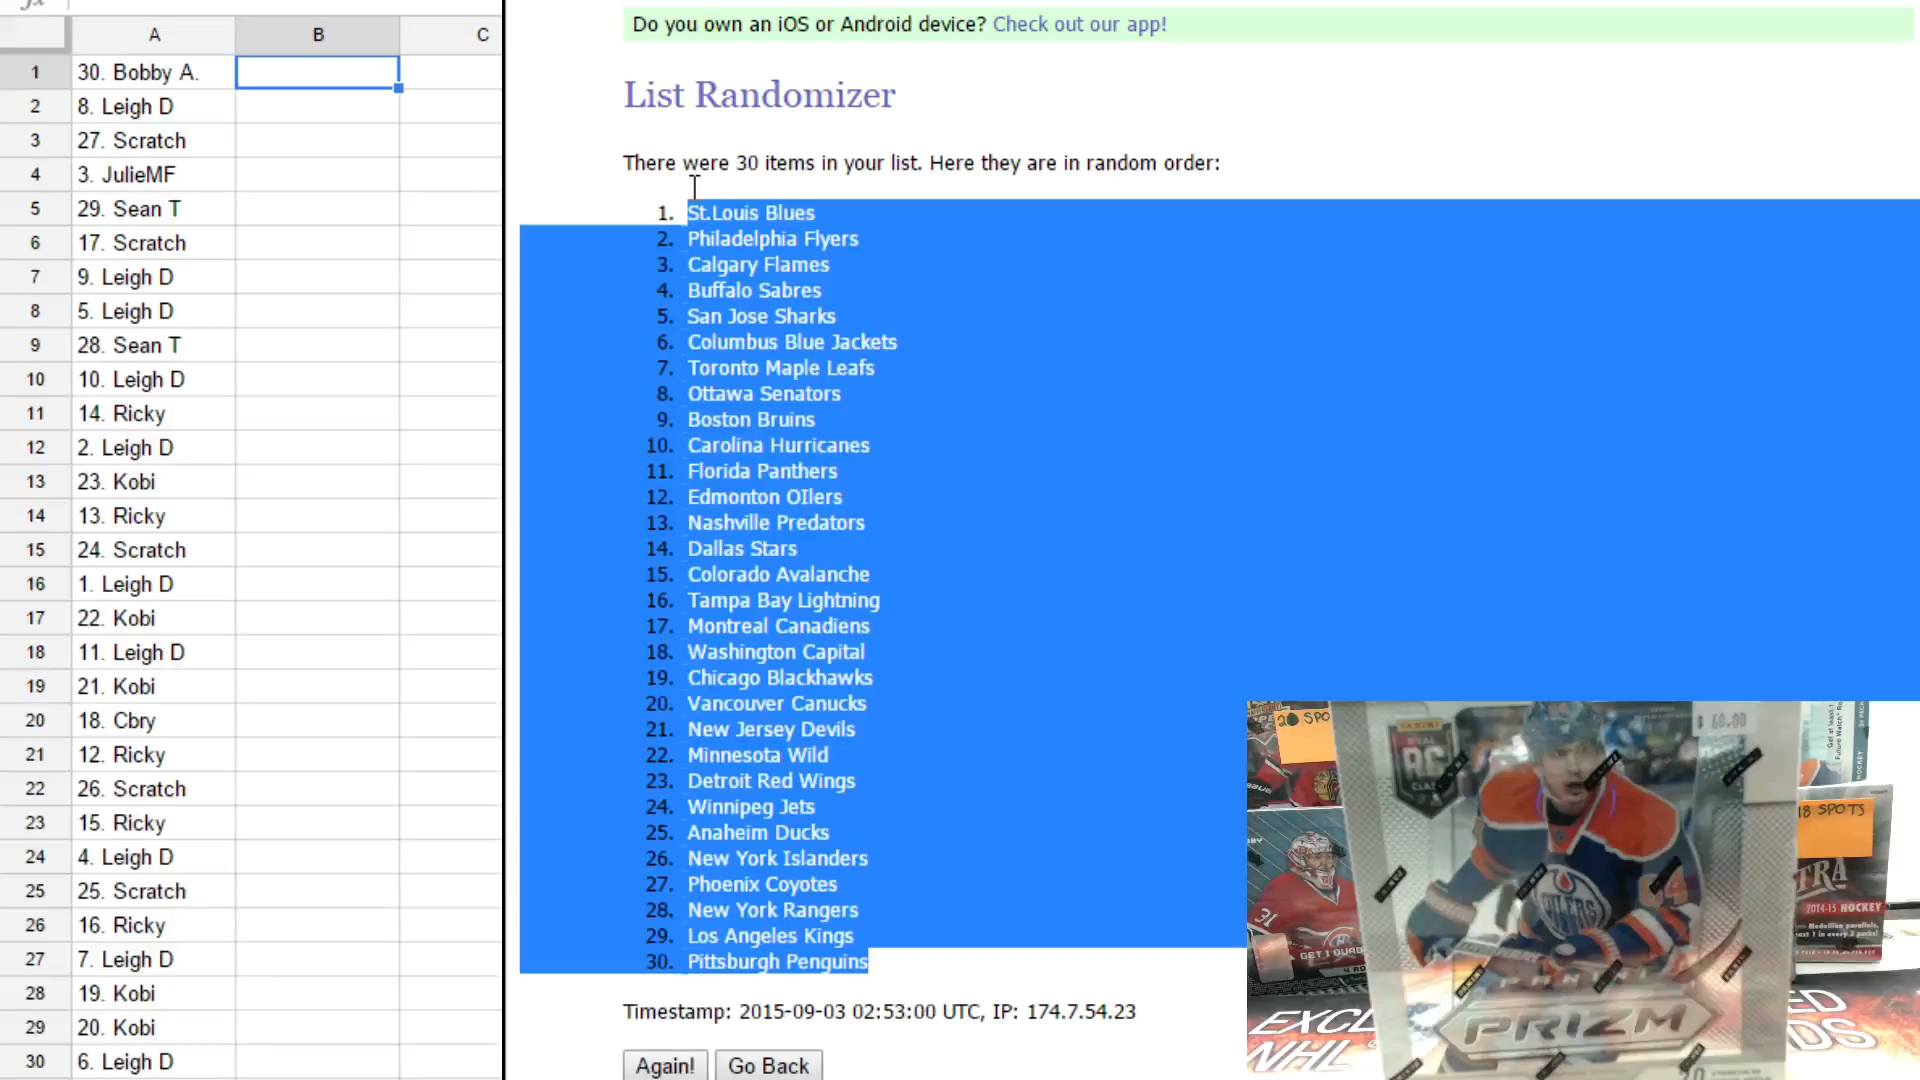 A B C
1 30. Bobby A.
2 8. Leigh D
3 27. Scratch
4 3. JulieMF
5 29. Sean T
6 17. Scratch
7 9. Leigh D
8 5. Leigh D
9 28. Sean T
10 10. Leigh D
11 14. Ricky
12 2. Leigh D
13 23. Kobi
14 13. Ricky
15 24. Scratch
16 1. Leigh D
17 22. Kobi
18 11. Leigh D
19 21. Kobi
20 18. Cbry
21 12. Ricky
22 26. Scratch
23 15. Ricky
24 4. Leigh D
25 25. Scratch
26 16. Ricky
27 7. Leigh D
28 19. Kobi
29 20. Kobi
30 6. Leigh D
Do you own an iOS or Android device? Check out our app!
List Randomizer
There were 30 items in your list. Here they are in random order:
1. St.Louis Blues
2. Philadelphia Flyers
3. Calgary Flames
4. Buffalo Sabres
5. San Jose Sharks
6. Columbus Blue Jackets
7. Toronto Maple Leafs
8. Ottawa Senators
9. Boston Bruins
10. Carolina Hurricanes
11. Florida Panthers
12. Edmonton OIlers
13. Nashville Predators
14. Dallas Stars
15. Colorado Avalanche
16. Tampa Bay Lightning
17. Montreal Canadiens
18. Washington Capital
19. Chicago Blackhawks
20. Vancouver Canucks
21. New Jersey Devils
22. Minnesota Wild
23. Detroit Red Wings
24. Winnipeg Jets
25. Anaheim Ducks
26. New York Islanders
27. Phoenix Coyotes
28. New York Rangers
29. Los Angeles Kings
30. Pittsburgh Penguins
Timestamp: 2015-09-03 02:53:00 UTC, IP: 174.7.54.23
Again! Go Back
20 SPO
$ 60.00
PANINI
RC
18 SPOTS
TRA
2014-15 HOCKEY
31
OILERS
PRIZM
EXCL
NHL